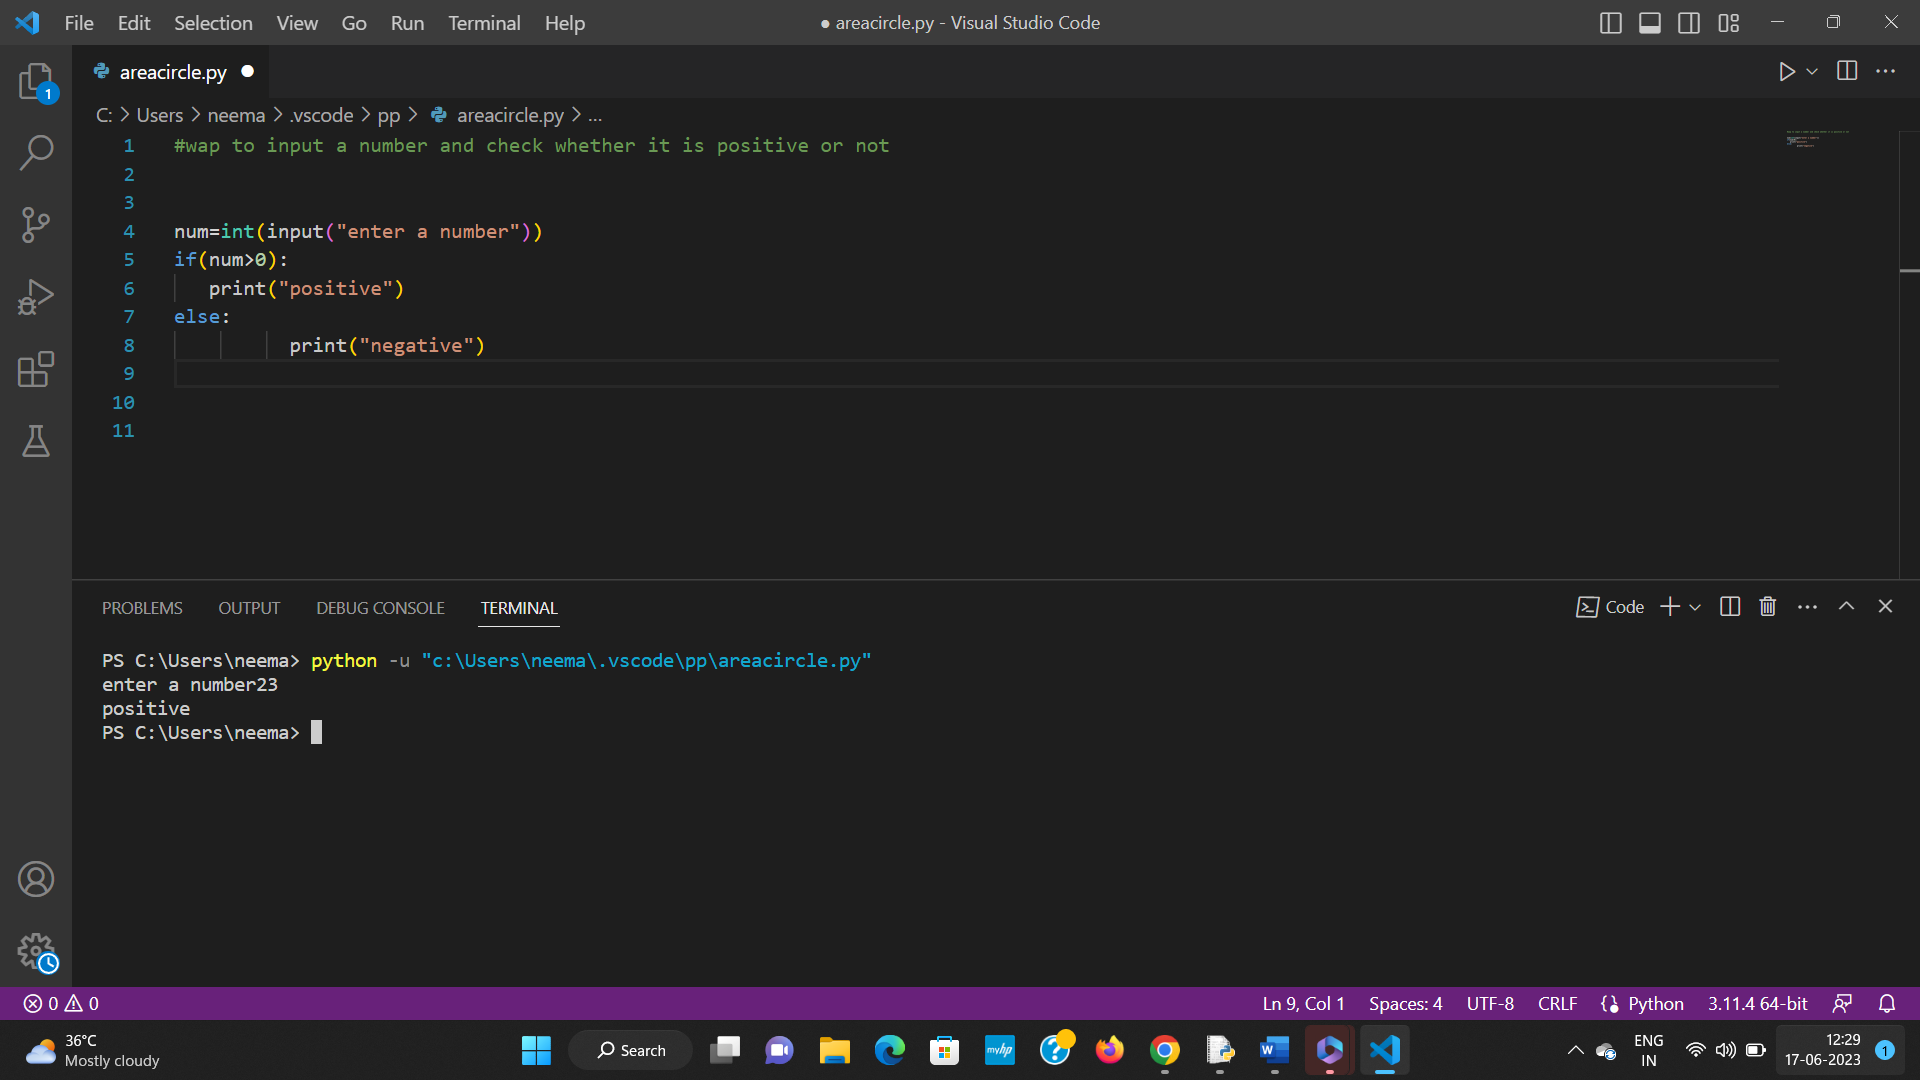 File Edit Selection View Go Run Terminal Help
● areacircle.py - Visual Studio Code
areacircle.py
1
C: > Users > neema > .vscode > pp > areacircle.py > ...
1 #wap to input a number and check whether it is positive or not
2
3
4 num=int(input("enter a number"))
5 if(num>0):
6 print("positive")
7 else:
8 print("negative")
9
10
11
PROBLEMS OUTPUT DEBUG CONSOLE TERMINAL
Code
PS C:\Users\neema> python -u "c:\Users\neema\.vscode\pp\areacircle.py"
enter a number23
positive
PS C:\Users\neema>
0 0
Ln 9, Col 1 Spaces: 4 UTF-8 CRLF Python 3.11.4 64-bit
36°C
Mostly cloudy
Search
myhp
ENG
IN
12:29
17-06-2023
1